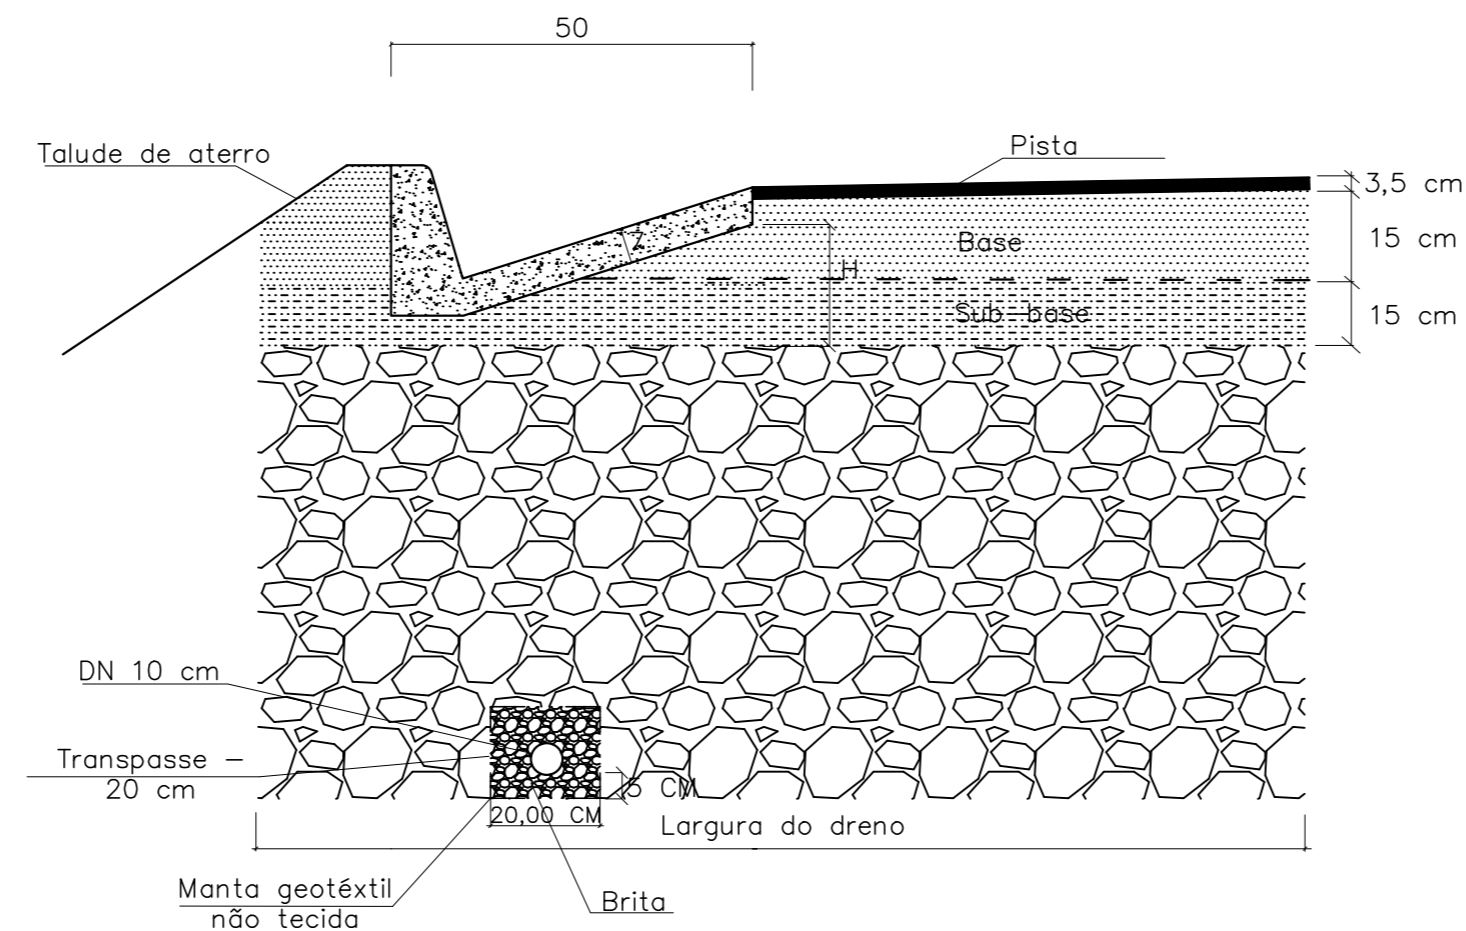 50
Talude de aterro
Pista
3,5 cm
Base
15 cm
Z
H
Sub-base
15 cm
DN 10 cm
Transpasse -
20 cm
5 CM
20,00 CM
Largura do dreno
Manta geotéxtil
não tecida
Brita